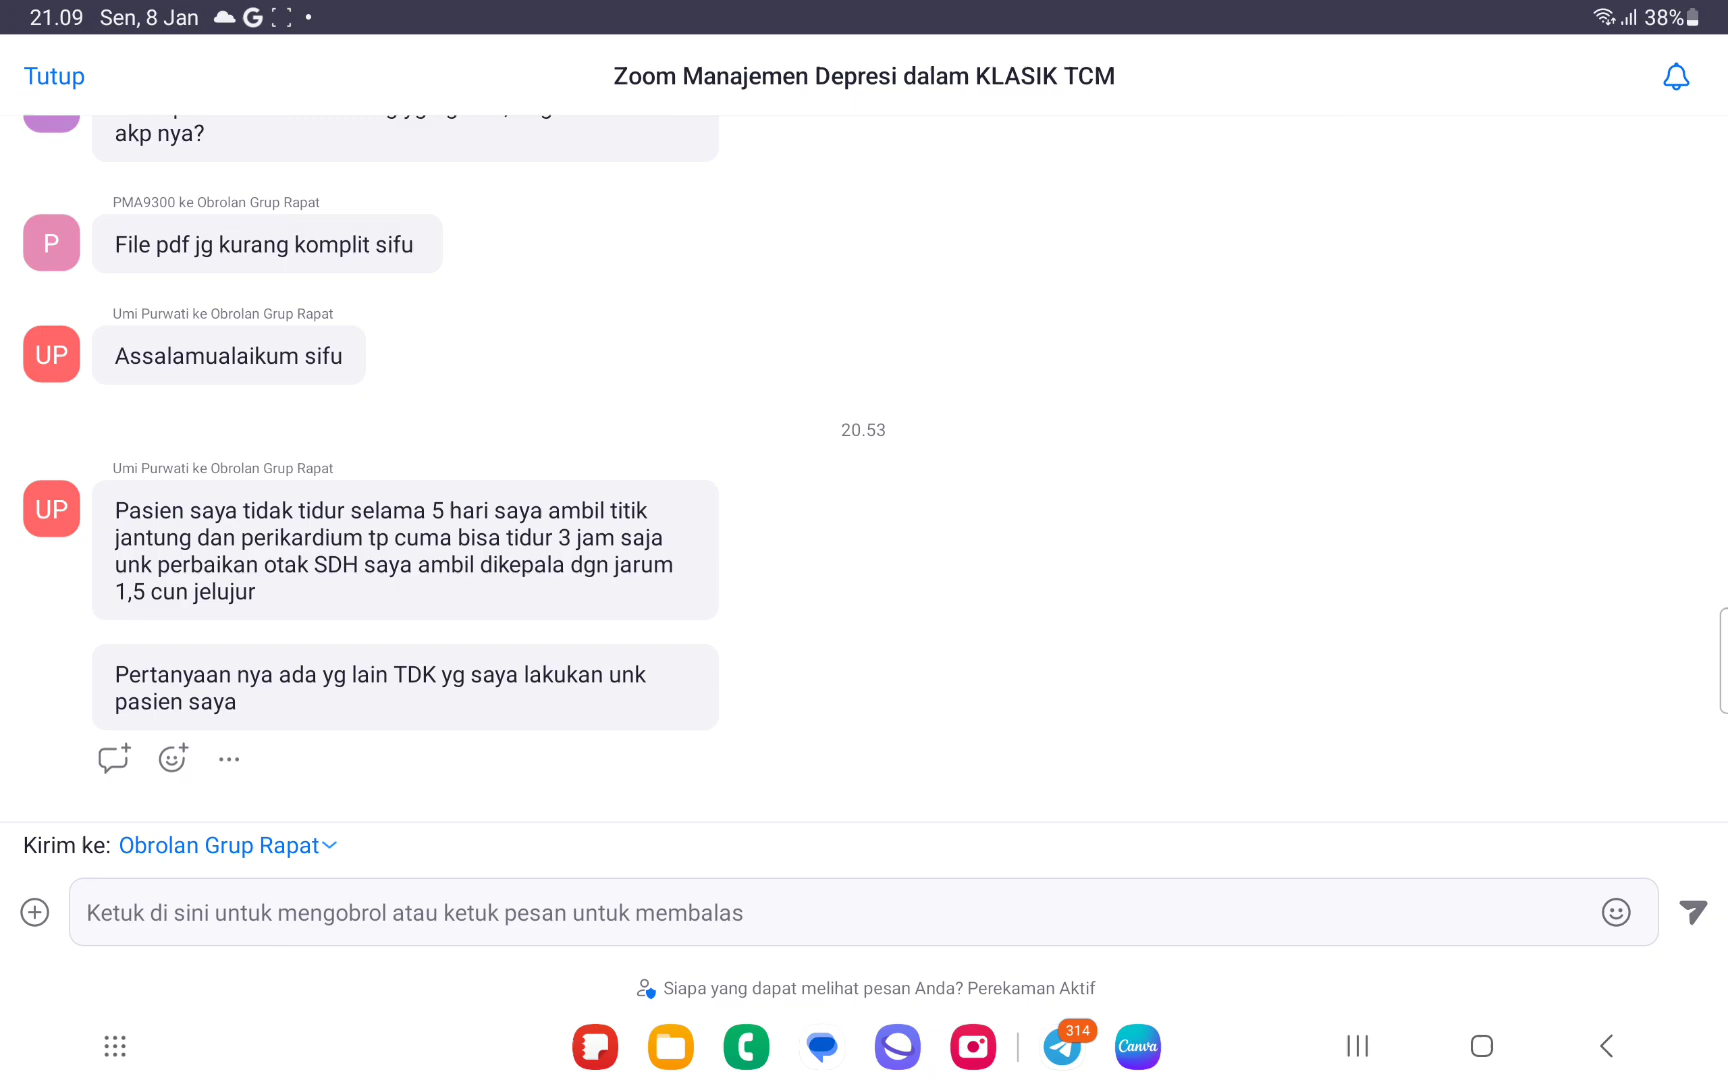 21.09 Sen, 8 Jan G
38%
Tutup
Zoom Manajemen Depresi dalam KLASIK TCM
akp nya?
PMA9300 ke Obrolan Grup Rapat
P
File pdf jg kurang komplit sifu
Umi Purwati ke Obrolan Grup Rapat
UP
Assalamualaikum sifu
20.53
Umi Purwati ke Obrolan Grup Rapat
UP
Pasien saya tidak tidur selama 5 hari saya ambil titik
jantung dan perikardium tp cuma bisa tidur 3 jam saja
unk perbaikan otak SDH saya ambil dikepala dgn jarum
1,5 cun jelujur
Pertanyaan nya ada yg lain TDK yg saya lakukan unk
pasien saya
Kirim ke: Obrolan Grup Rapat
Ketuk di sini untuk mengobrol atau ketuk pesan untuk membalas
Siapa yang dapat melihat pesan Anda? Perekaman Aktif
314
Canva